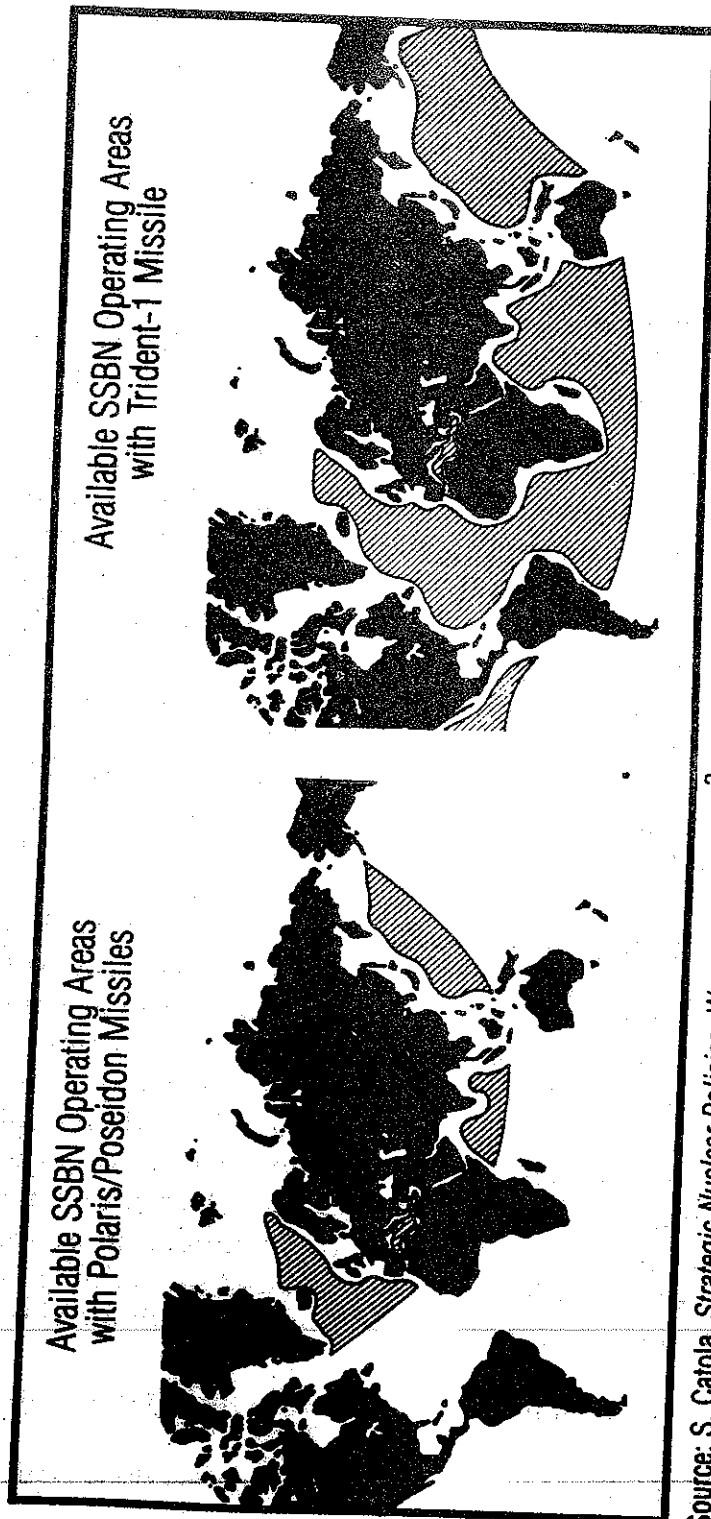 Available SSBN Operating Areas
with Polaris/Poseidon Missiles
Available SSBN Operating Areas
with Trident-1 Missile
Source: S. Catola, Strategic Nuclear Policies, W